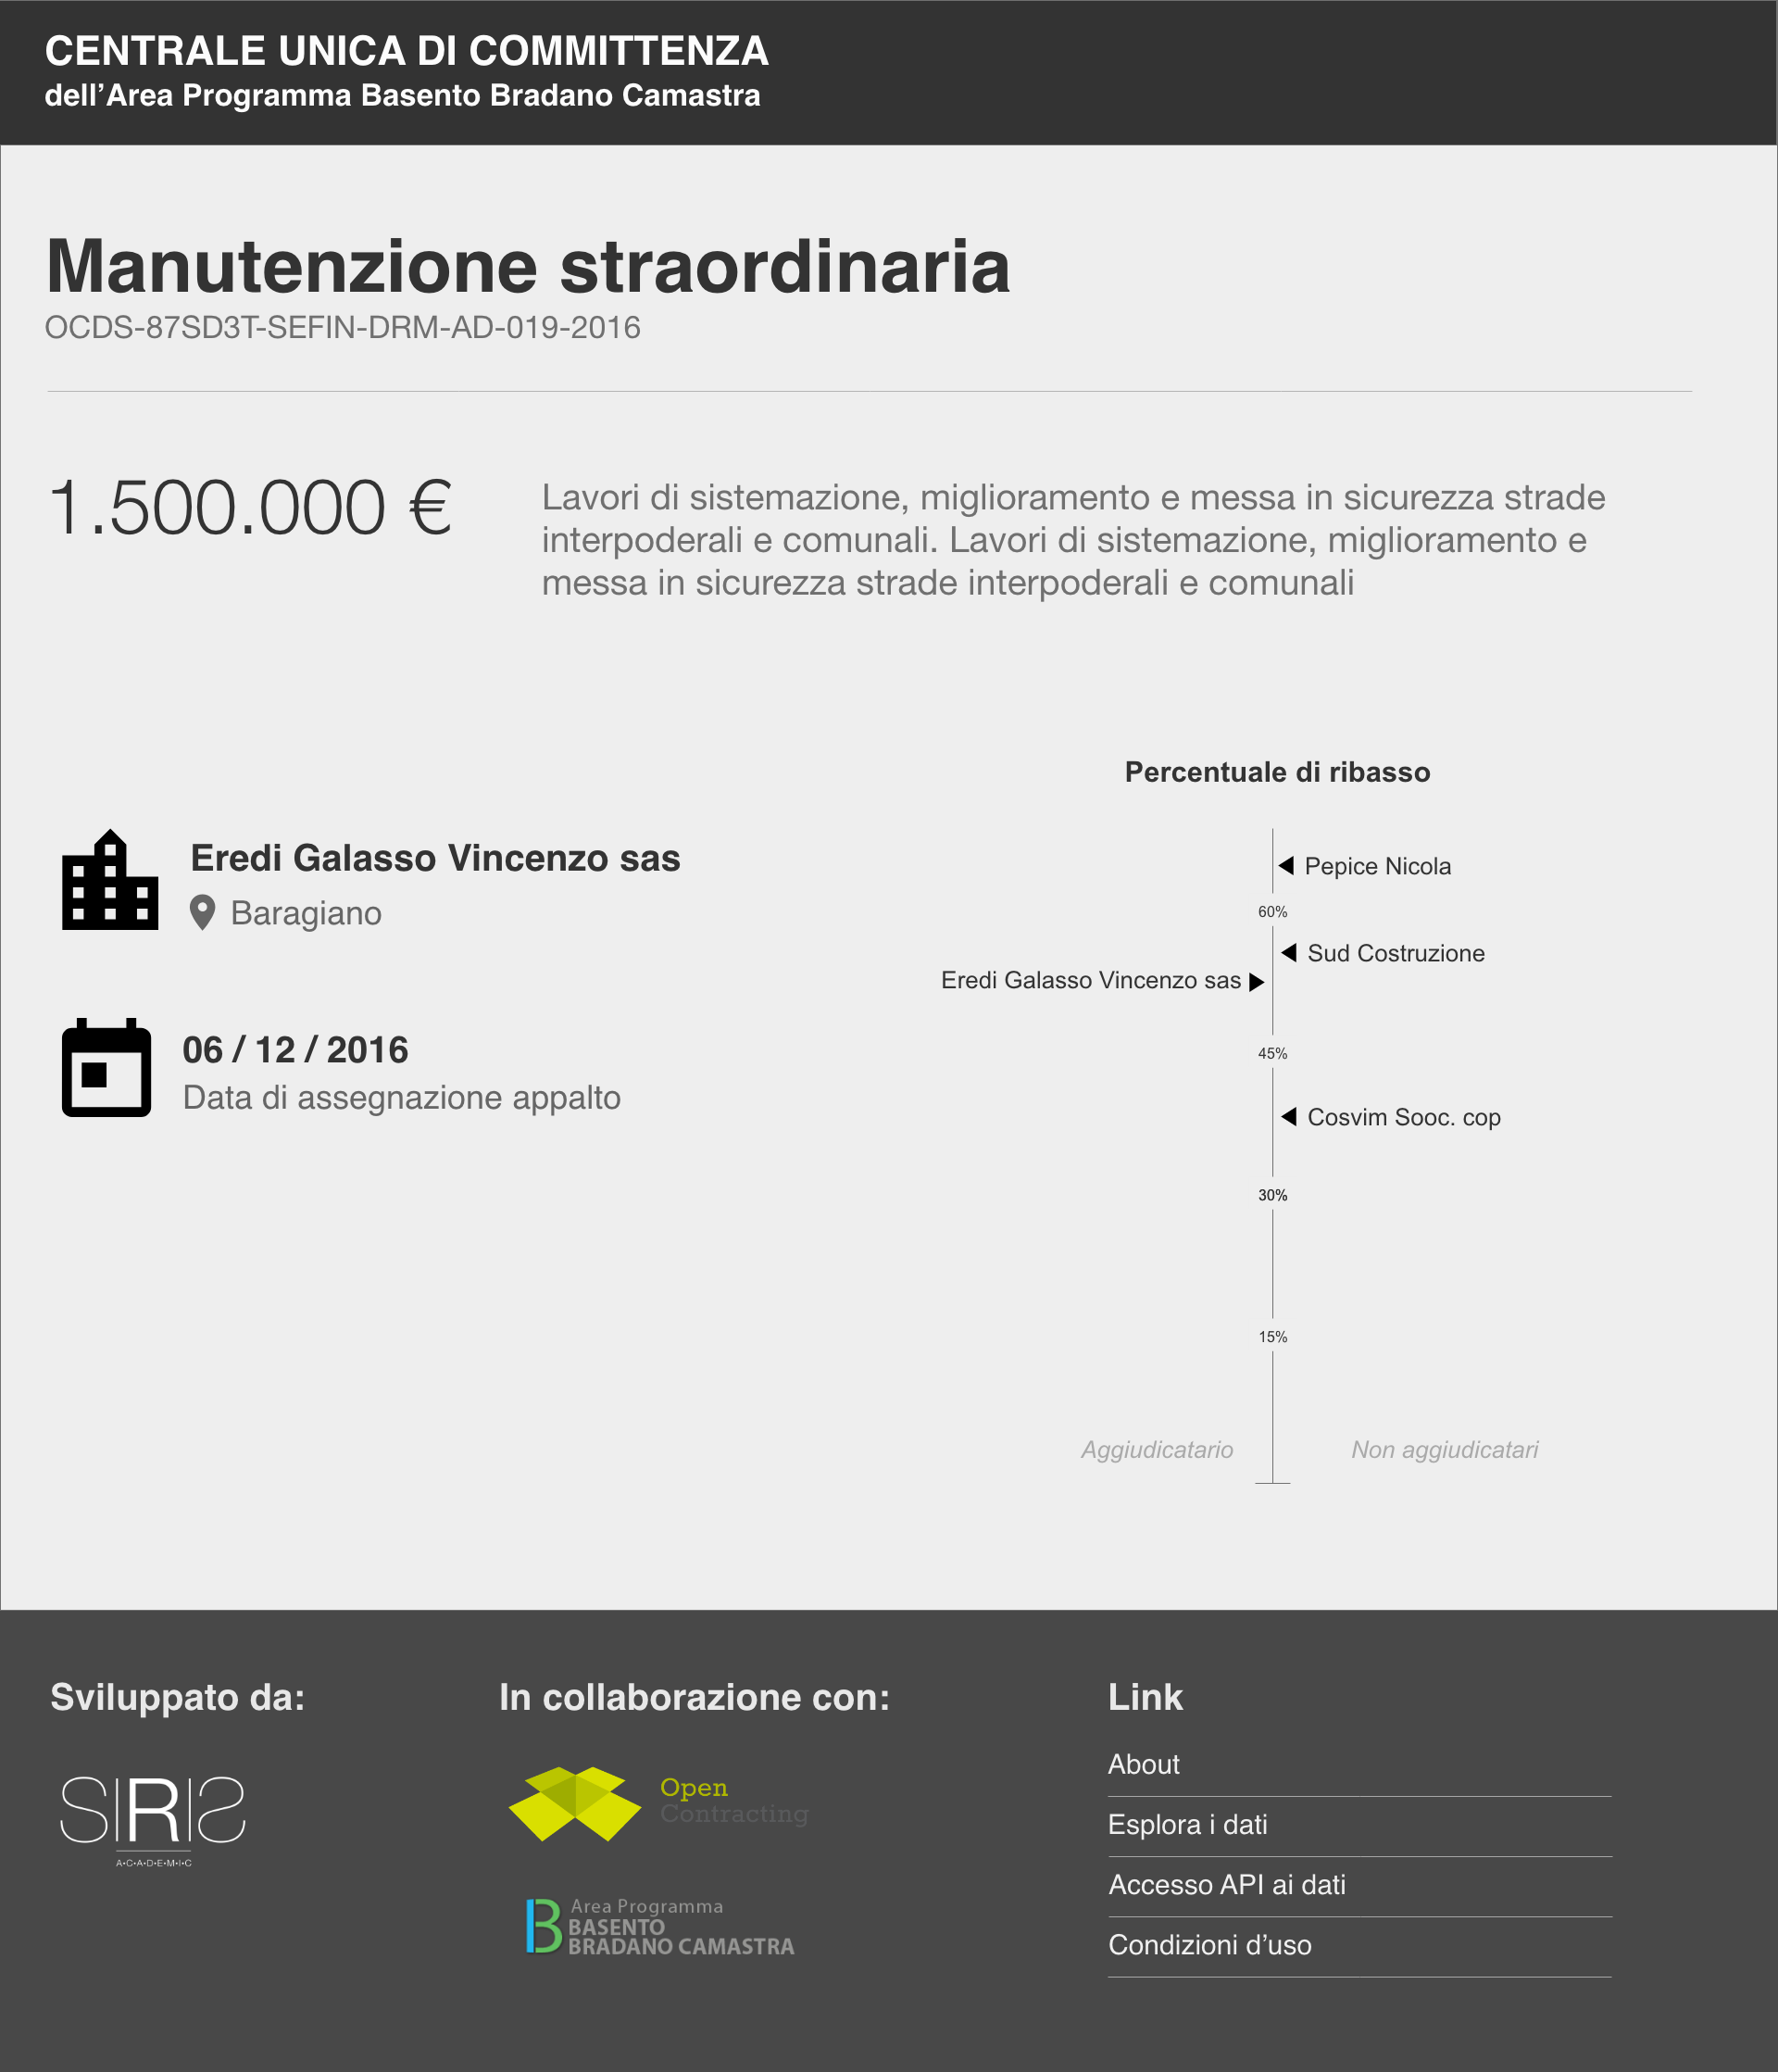 CENTRALE UNICA DI COMMITTENZA
dell’Area Programma Basento Bradano Camastra
Manutenzione straordinaria
OCDS-87SD3T-SEFIN-DRM-AD-019-2016
1.500.000 €
Lavori di sistemazione, miglioramento e messa in sicurezza strade
interpoderali e comunali. Lavori di sistemazione, miglioramento e
messa in sicurezza strade interpoderali e comunali
Eredi Galasso Vincenzo sas
Baragiano
06 / 12 / 2016
Data di assegnazione appalto
Percentuale di ribasso
Pepice Nicola
60%
Sud Costruzione
Eredi Galasso Vincenzo sas
45%
Cosvim Sooc. cop
30%
15%
Aggiudicatario
Non aggiudicatari
Sviluppato da:
SIRIS
A•C•A•D•E•M•I•C
In collaborazione con:
Open
Contracting
Area Programma
BASENTO
BRADANO CAMASTRA
Link
About
Esplora i dati
Accesso API ai dati
Condizioni d’uso